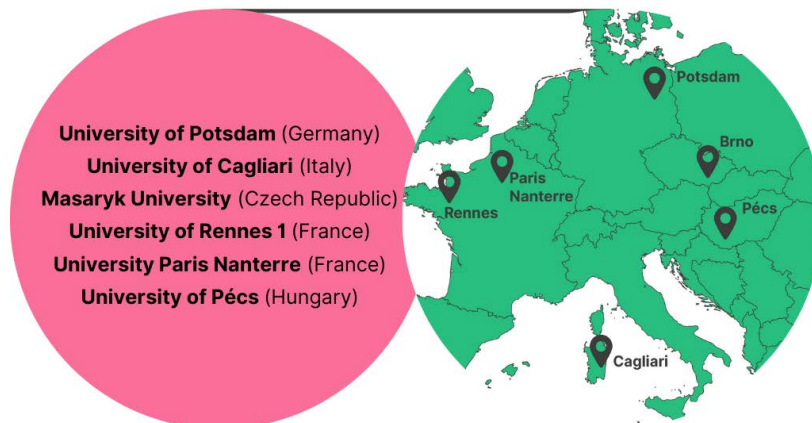 University of Potsdam (Germany)
University of Cagliari (Italy)
Masaryk University (Czech Republic)
University of Rennes 1 (France)
University Paris Nanterre (France)
University of Pécs (Hungary)
Potsdam
Brno
Paris
Nanterre
Rennes
Pécs
Cagliari